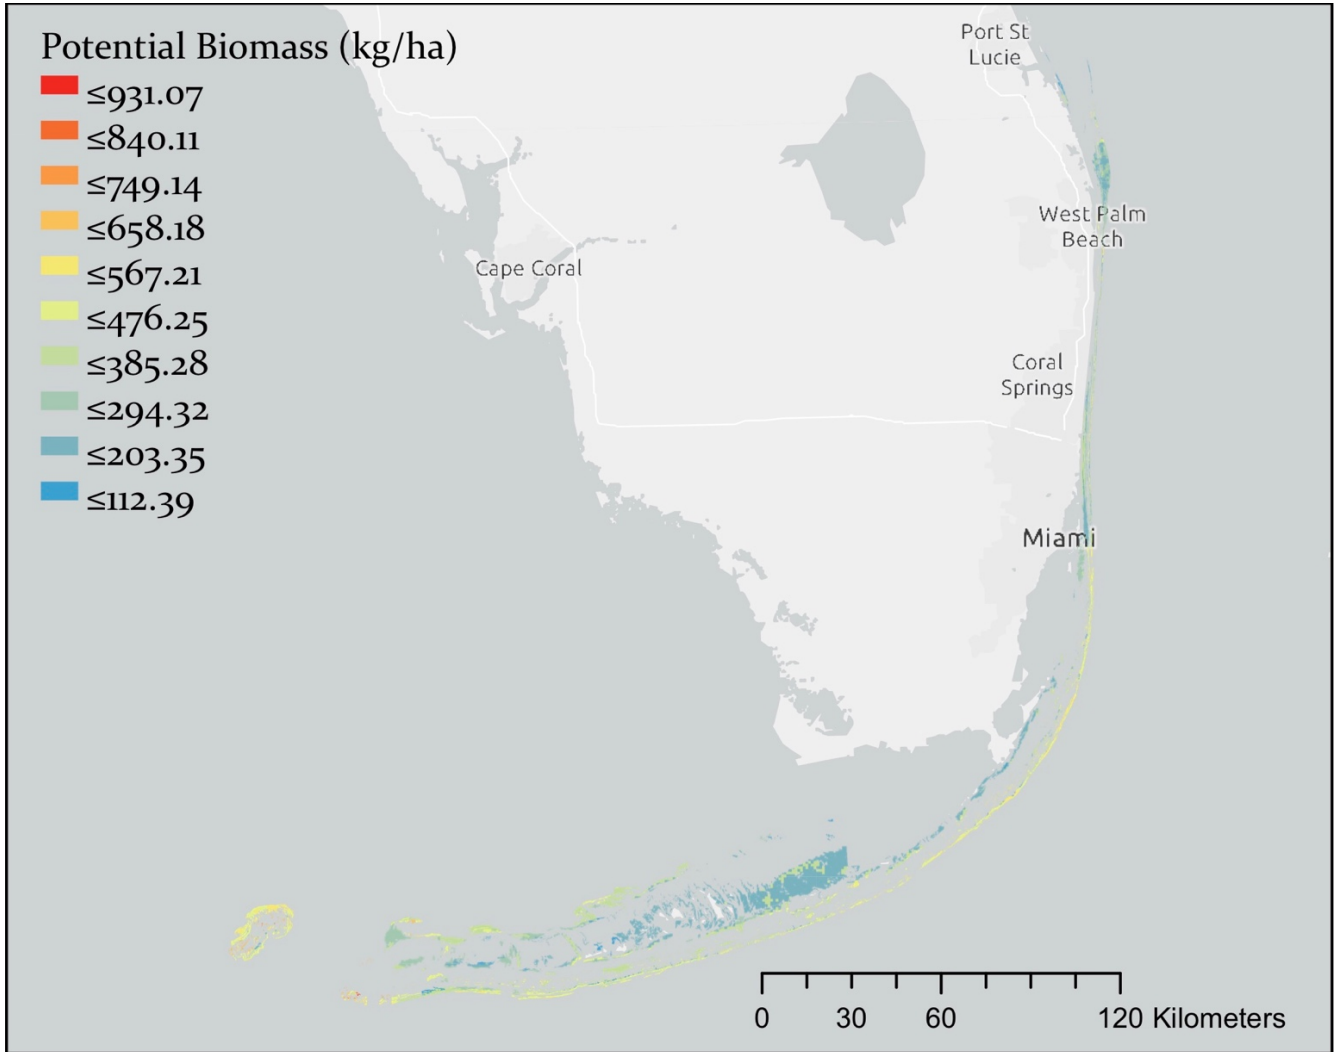 Potential Biomass (kg/ha)
≤931.07
≤840.11
≤749.14
≤658.18
≤567.21
≤476.25
≤385.28
≤294.32
≤203.35
≤112.39
Port St
Lucie
West Palm
Beach
Cape Coral
Coral
Springs
Miami
0 30 60 120 Kilometers